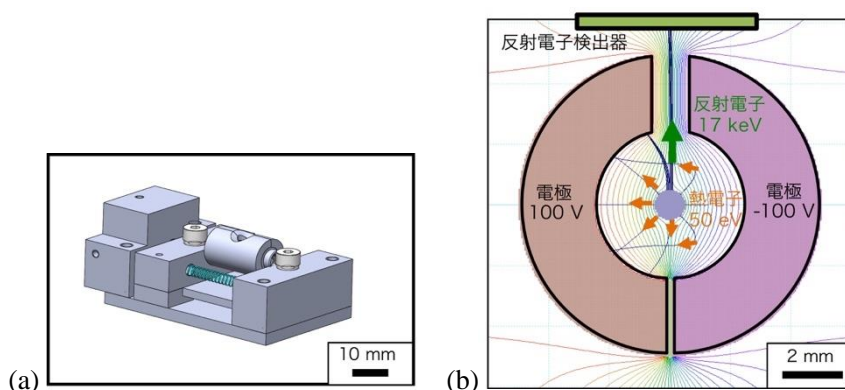 反射電子検出器
反射電子
17 keV
電極
100 V
熱電子
50 eV
電極
-100 V
10 mm
2 mm
(a)
(b)